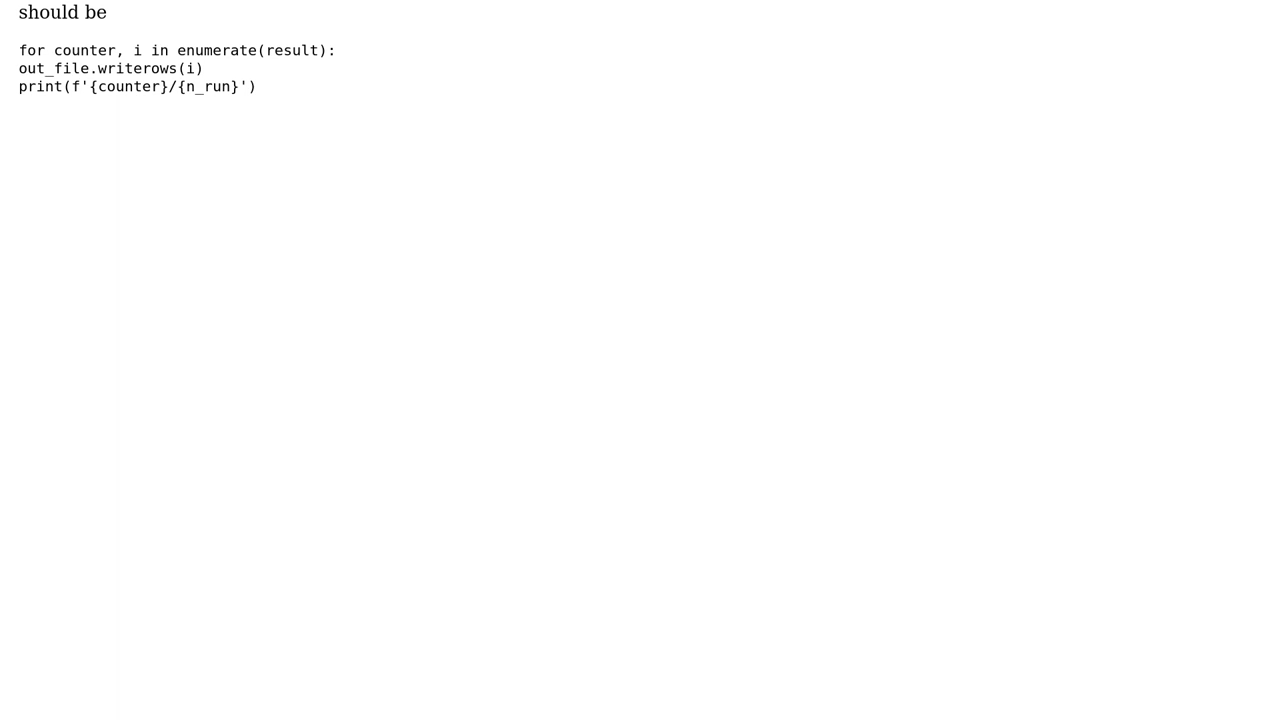 should be
for counter, i in enumerate(result):
out_file.writerows(i)
print(f'{counter}/{n_run}')